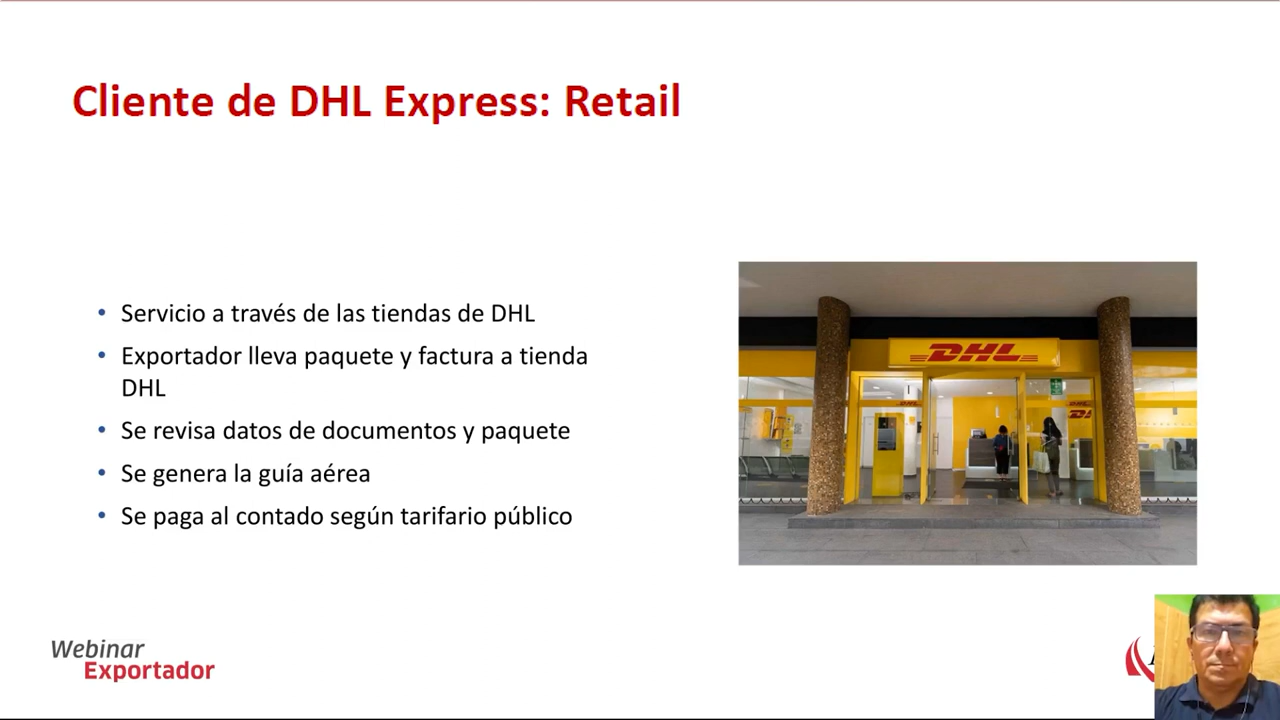 Cliente de DHL Express: Retail
Servicio a través de las tiendas de DHL
Exportador lleva paquete y factura a tienda
DHL
Se revisa datos de documentos y paquete
Se genera la guía aérea
Se paga al contado según tarifario público
DHL
Webinar
Exportador